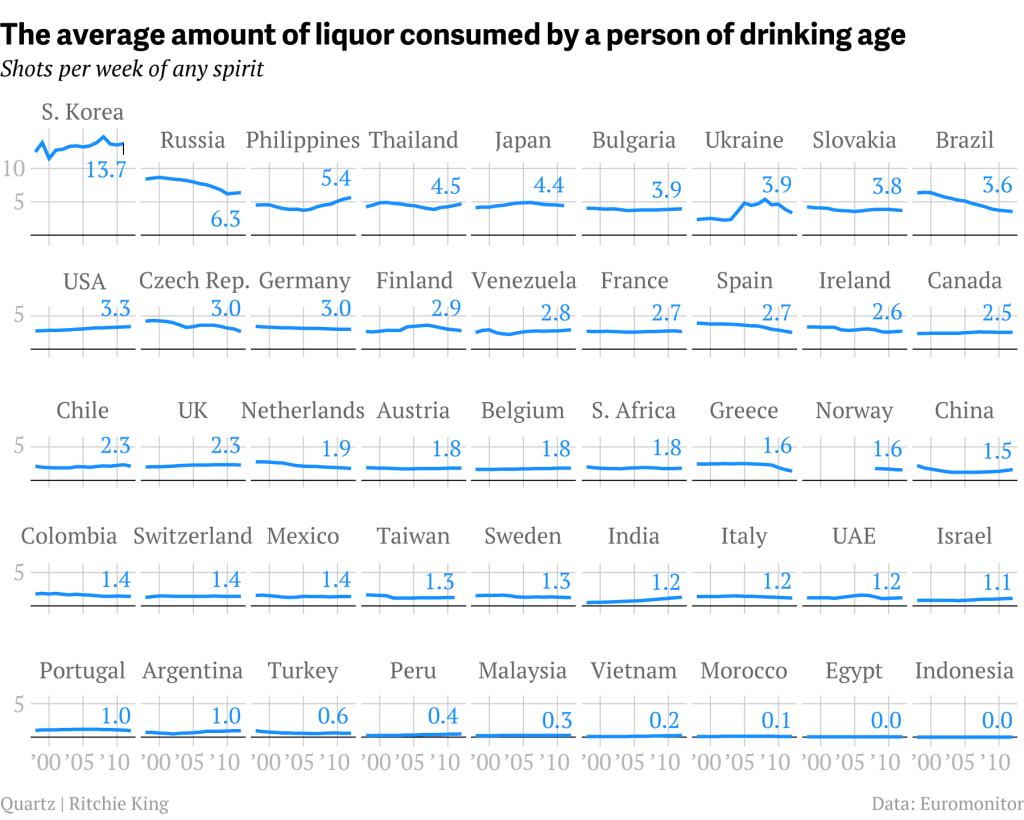 The average amount of liquor consumed by a person of drinking age
Shots per week of any spirit
S. Korea
Russia Philippines Thailand Japan Bulgaria Ukraine Slovakia Brazil
10
5
13.7 6.3 5.4 4.5 4.4 3.9 3.9 3.8 3.6
USA Czech Rep. Germany Finland Venezuela France Spain Ireland Canada
5 3.3 3.0 3.0 2.9 2.8 2.7 2.7 2.6 2.5
Chile UK Netherlands Austria Belgium S. Africa Greece Norway China
5 2.3 2.3 1.9 1.8 1.8 1.8 1.6 1.6 1.5
Colombia Switzerland Mexico Taiwan Sweden India Italy UAE Israel
5 1.4 1.4 1.4 1.3 1.3 1.2 1.2 1.2 1.1
Portugal Argentina Turkey Peru Malaysia Vietnam Morocco Egypt Indonesia
5 1.0 1.0 0.6 0.4 0.3 0.2 0.1 0.0 0.0
’00 ’05 ’10 ’00 ’05 ’10 ’00 ’05 ’10 ’00 ’05 ’10 ’00 ’05 ’10 ’00 ’05 ’10 ’00 ’05 ’10 ’00 ’05 ’10 ’00 ’05 ’10
Quartz | Ritchie King Data: Euromonitor